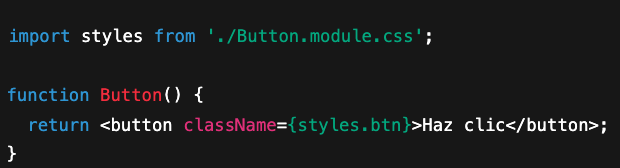 import styles from './Button.module.css';

function Button() {
  return <button className={styles.btn}>Haz clic</button>;
}